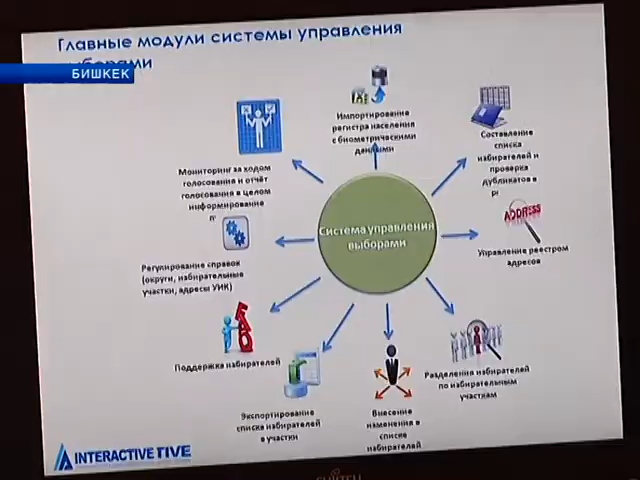 Главные модули системы управления
БИШКЕК
Импортирование
регистра населения
с биометрическими
данными
Составление
списка
избирателей и
проверка
дубликатов в
Мониторинг за ходом
голосования и отчёт
голосования в целом
информирование
ADDRESS
Система управления
выборами
Управление реестром
адресов
Регулирование справок
(округи, избирательные
участки, адреса УИК)
FAQ
Поддержка избирателей
Разделения избирателей
по избирательным
участкам
Экспортирование
списка избирателей
в участки
Внесение
изменения в
списке
избирателей
INTERACTIVE